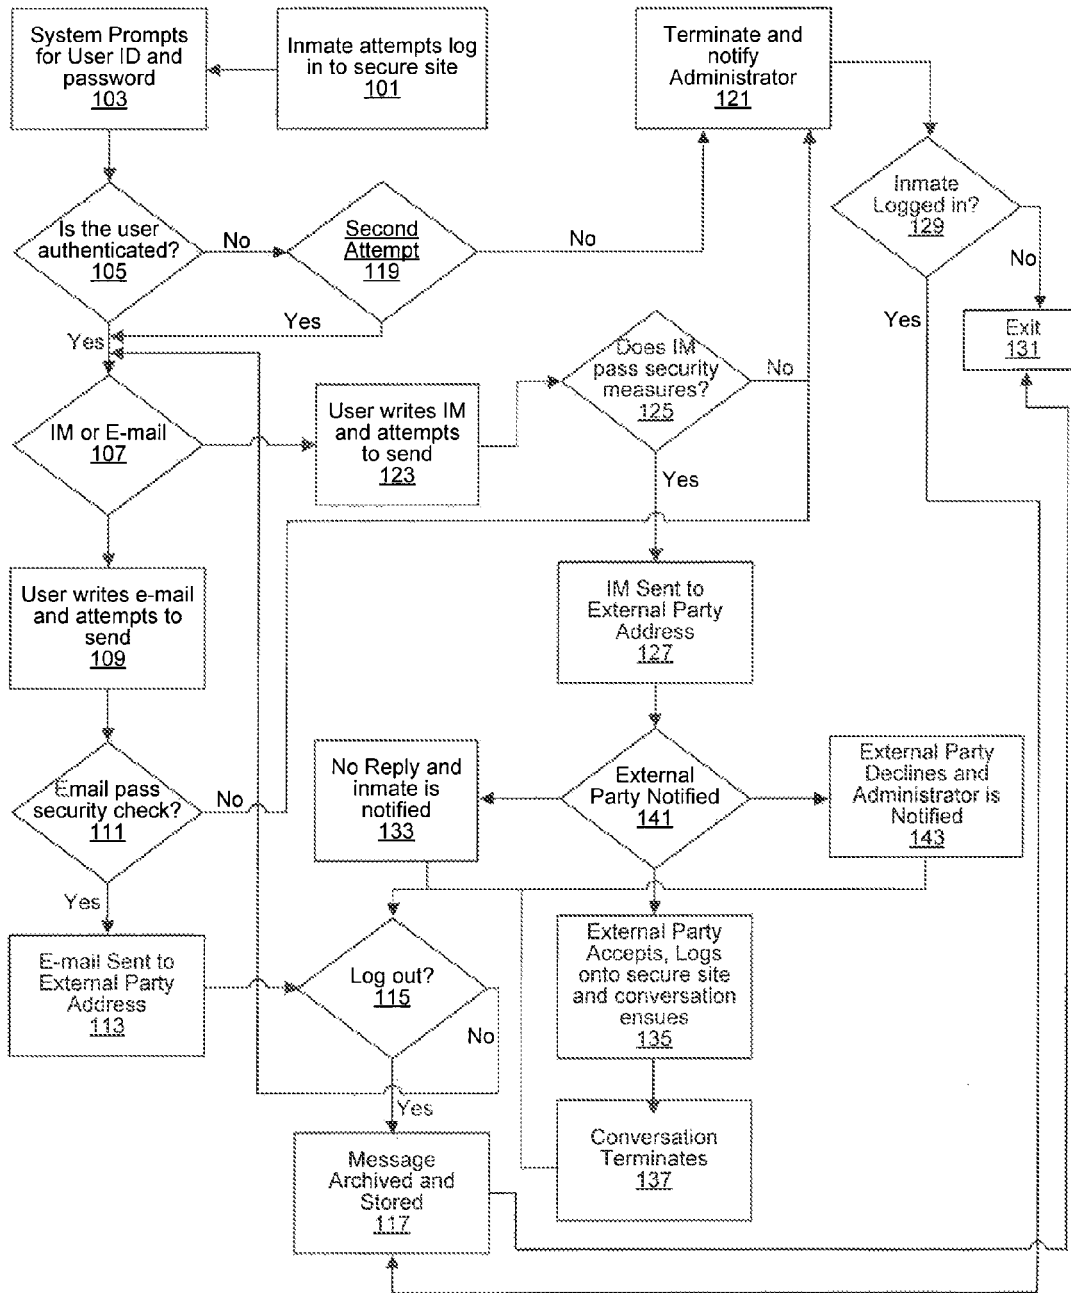 System Prompts
for User ID and
password
103
Inmate attempts log
in to secure site
101
Terminate and
notify
Administrator
121
Inmate
Logged in?
129
No
Yes
Exit
131
Is the user
authenticated?
105
No
Second
Attempt
119
No
Yes
Yes
Does IM
pass security
measures?
125
No
Yes
IM or E-mail
107
User writes IM
and attempts
to send
123
User writes e-mail
and attempts to
send
109
IM Sent to
External Party
Address
127
Email pass
security check?
111
No
Yes
No Reply and
inmate is
notified
133
External
Party Notified
141
External Party
Declines and
Administrator is
Notified
143
E-mail Sent to
External Party
Address
113
Log out?
115
No
Yes
External Party
Accepts, Logs
onto secure site
and conversation
ensues
135
Message
Archived and
Stored
117
Conversation
Terminates
137